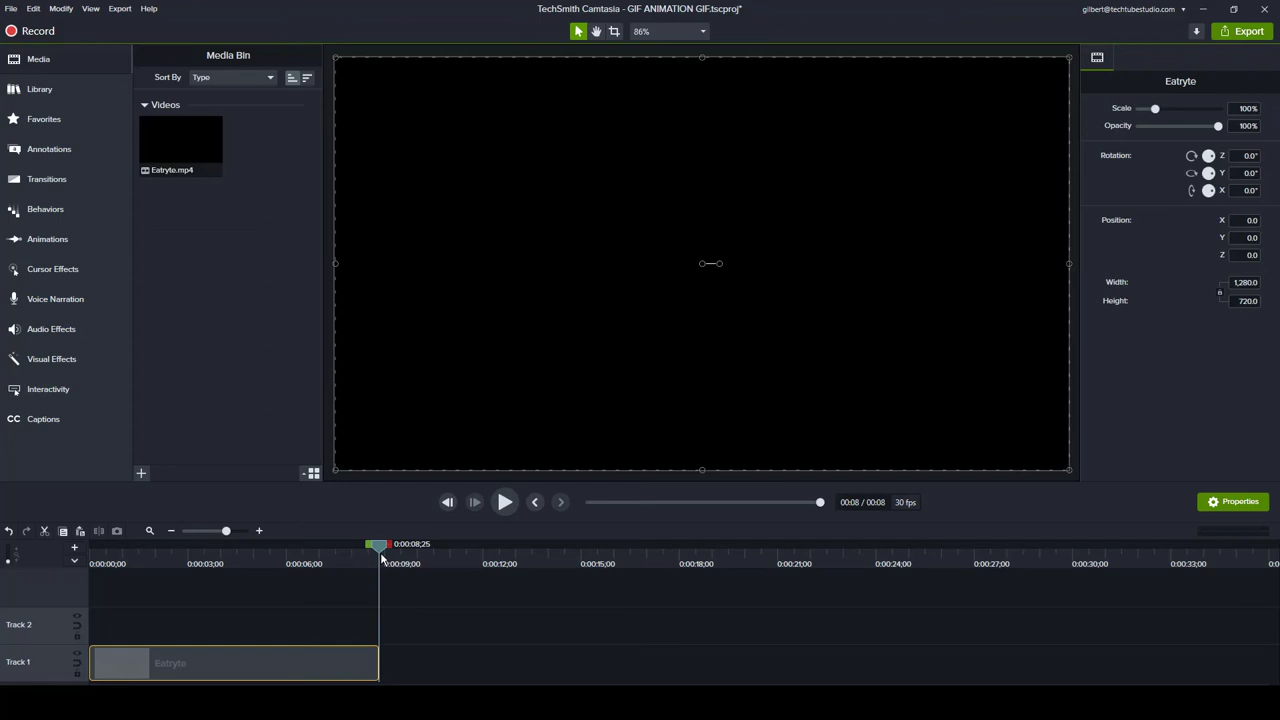 File Edit Modify View Export Help
TechSmith Camtasia - GIF ANIMATION GIF.tscproj*
gilbert@techtubestudio.com
Record
86%
Export
Media
Library
Favorites
Annotations
Transitions
Behaviors
Animations
Cursor Effects
Voice Narration
Audio Effects
Visual Effects
Interactivity
CC Captions
Media Bin
Sort By Type
Videos
Eatryte.mp4
Eatryte
Scale 100%
Opacity 100%
Rotation: Z 0.0°
Y 0.0°
X 0.0°
Position: X 0.0
Y 0.0
Z 0.0
Width: 1,280.0
Height: 720.0
00:08 / 00:08 30 fps
Properties
0:00:08;25
0:00:00;00 0:00:03;00 0:00:06;00 0:00:09;00 0:00:12;00 0:00:15;00 0:00:18;00 0:00:21;00 0:00:24;00 0:00:27;00 0:00:30;00 0:00:33;00 0:0
Track 2
Track 1
Eatryte